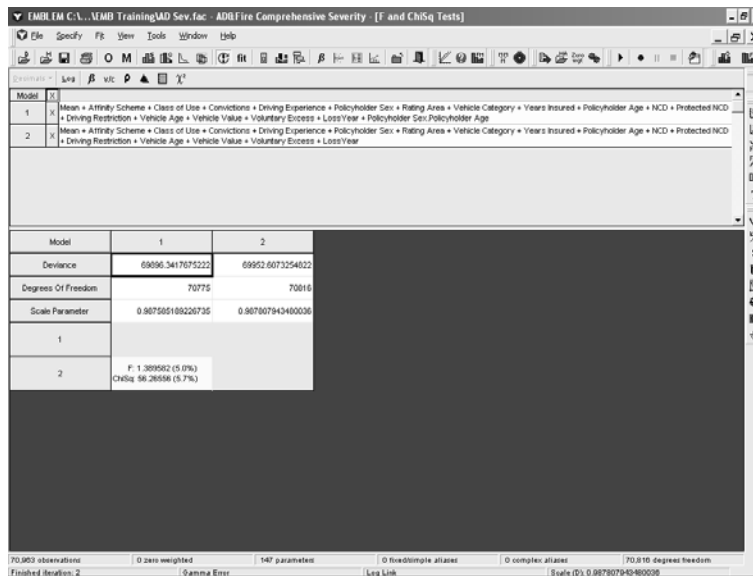 EMBLEM C:\...\EMB Training\AD Sev.fac - AD&Fire Comprehensive Severity - [F and ChiSq Tests]
File Specify Fit View Tools Window Help
O M fit β
Decimals Log β v/c ρ χ²
Model X
1 X Mean + Affinity Scheme + Class of Use + Convictions + Driving Experience + Policyholder Sex + Rating Area + Vehicle Category + Years Insured + Policyholder Age + NCD + Protected NCD
+ Driving Restriction + Vehicle Age + Vehicle Value + Voluntary Excess + LossYear + Policyholder Sex.Policyholder Age
2 X Mean + Affinity Scheme + Class of Use + Convictions + Driving Experience + Policyholder Sex + Rating Area + Vehicle Category + Years Insured + Policyholder Age + NCD + Protected NCD
+ Driving Restriction + Vehicle Age + Vehicle Value + Voluntary Excess + LossYear
Model 1 2
Deviance 69896.3417675222 69952.6073254822
Degrees Of Freedom 70775 70816
Scale Parameter 0.987585189226735 0.987807943480036
1
2 F: 1.389582 (5.0%)
ChiSq: 56.26556 (5.7%)
70,963 observations 0 zero weighted 147 parameters 0 fixed/simple aliases 0 complex aliases 70,816 degrees freedom
Finished iteration: 2 Gamma Error Log Link Scale (D): 0.987807943480036